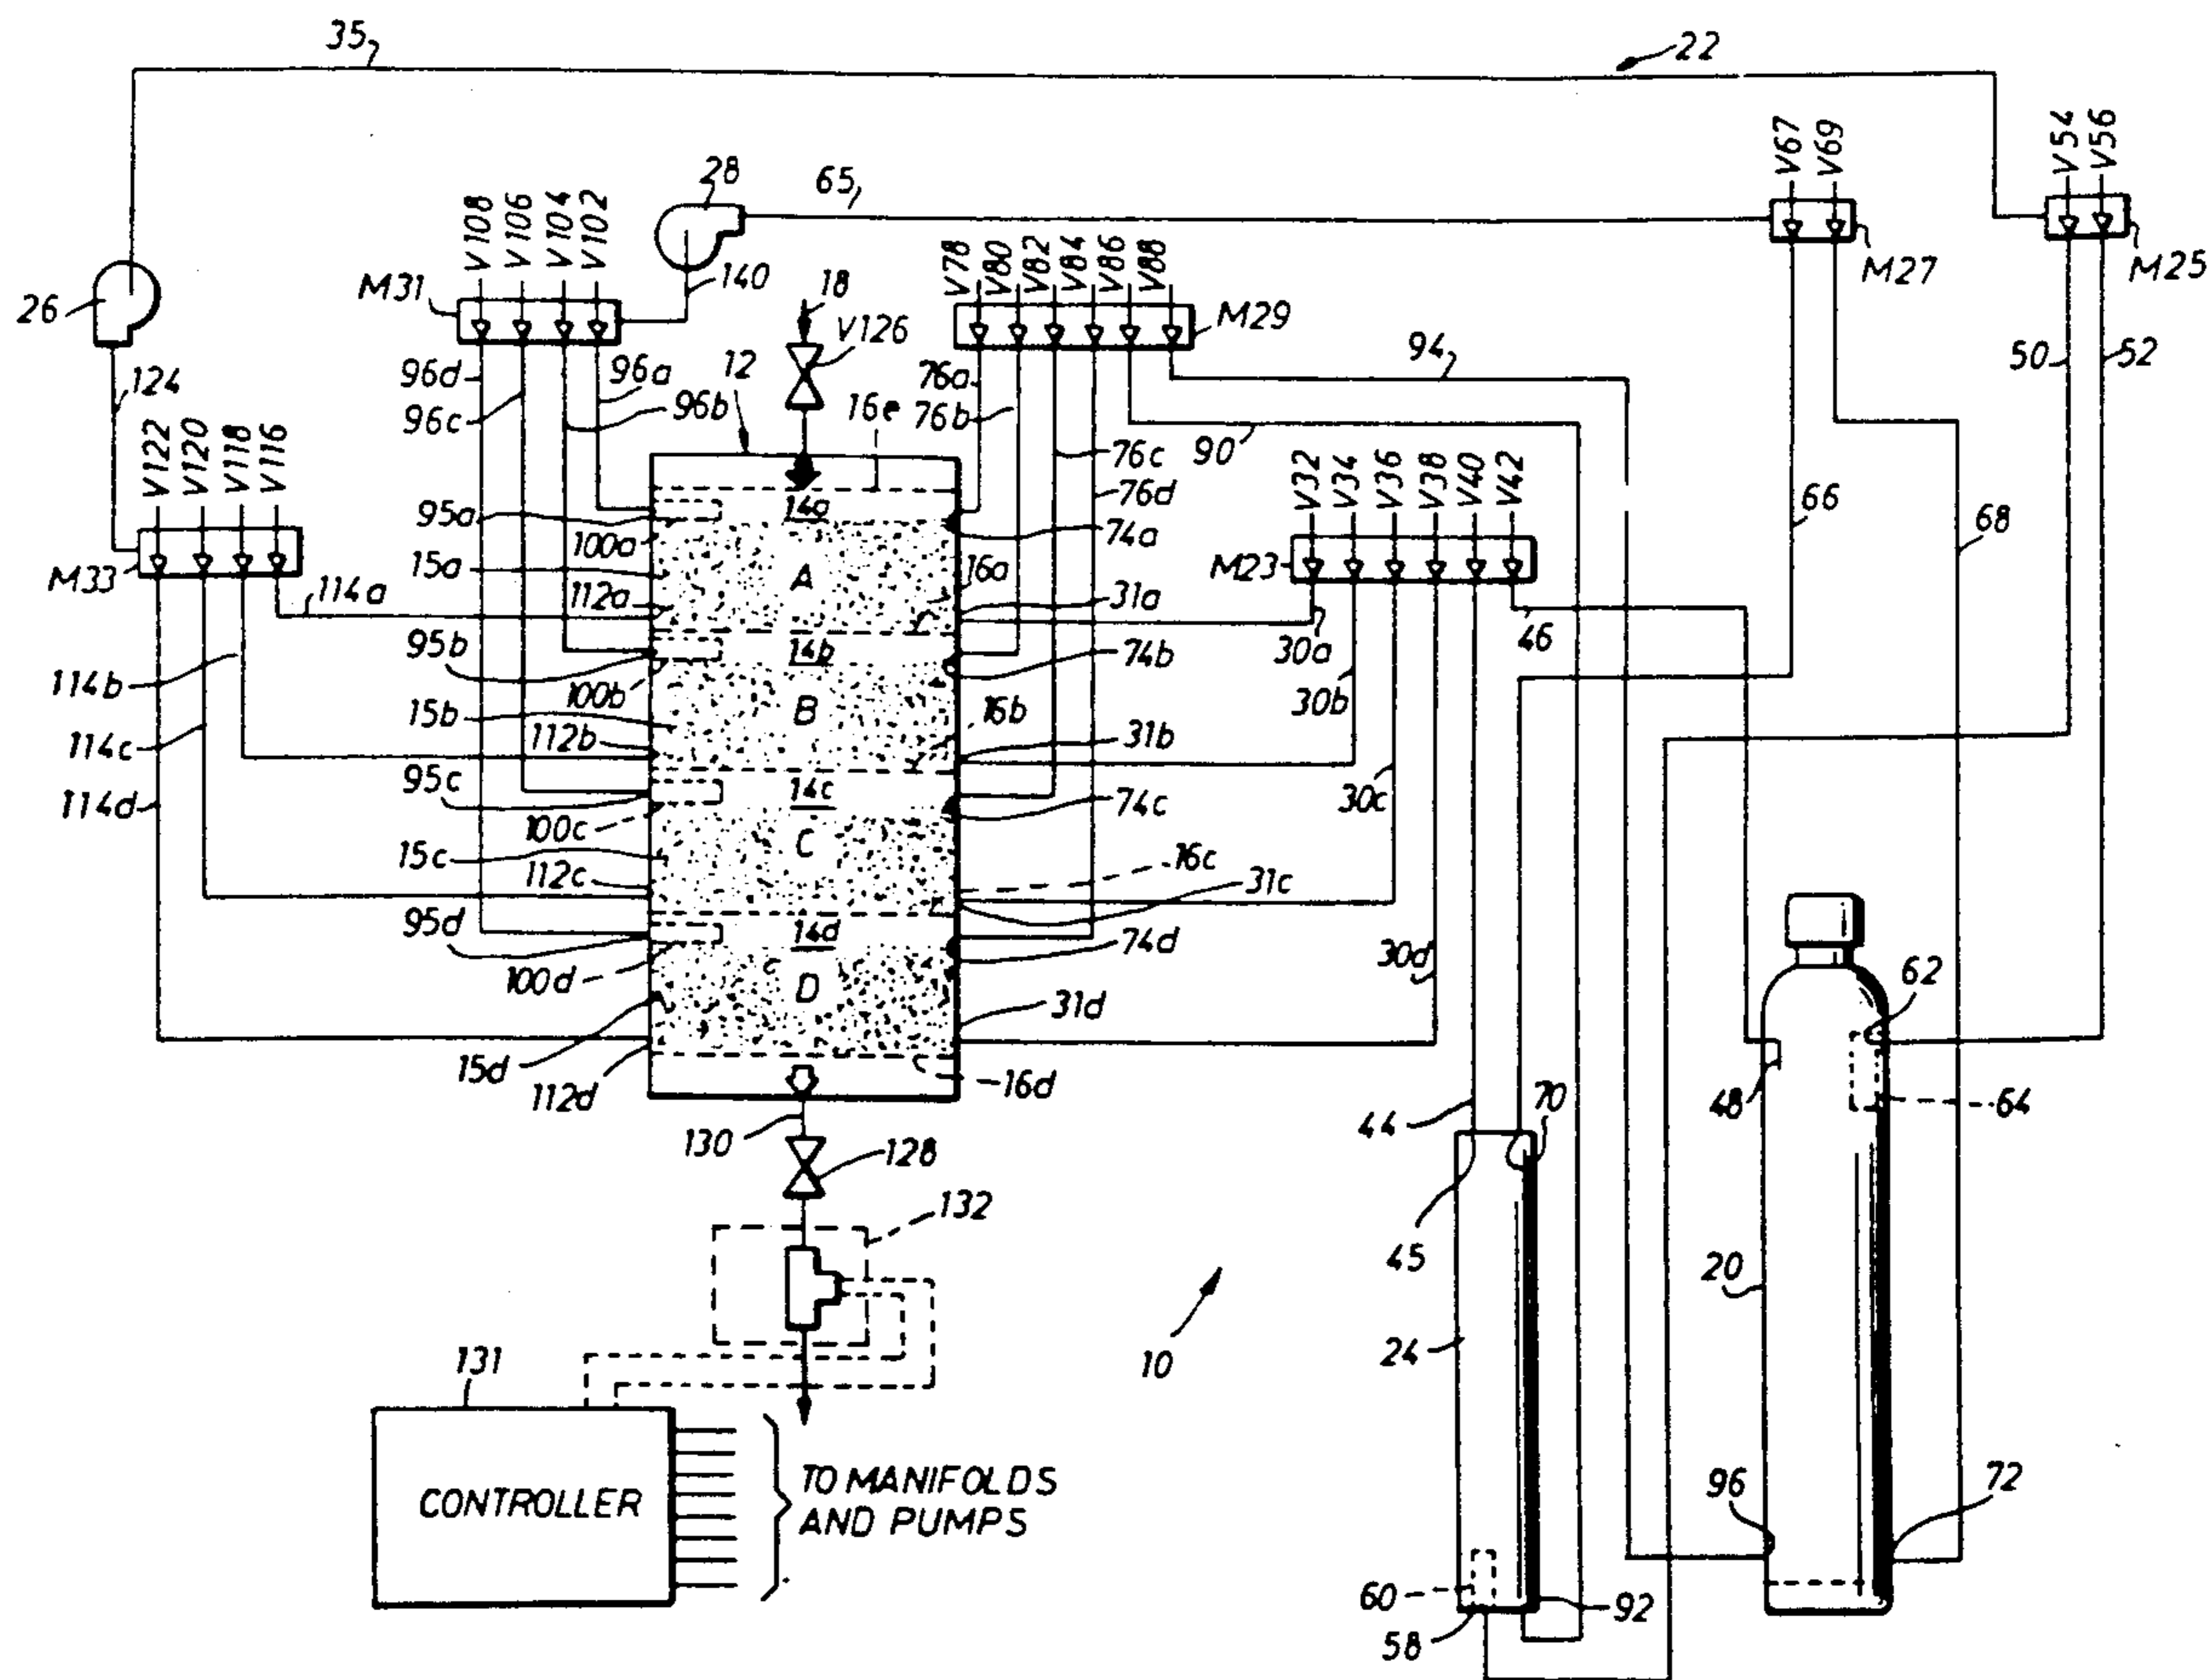 35
22
V67
V69
V54
V56
28
65
V108
V106
V104
V102
M31
140
18
V126
V78
V80
V82
V84
V86
V88
M29
M27
M25
26
124
96d
96a
12
76a
94
50
52
96c
96b
16e
76b
76c
90
V122
V120
V118
V116
V32
V34
V36
V38
V40
V42
76d
66
68
95a
14a
74a
100a
M33
15a
A
16a
M23
114a
112a
31a
95b
14b
74b
30a
46
114b
100b
30b
15b
B
16b
114c
112b
31b
95c
14c
74c
30c
114d
100c
C
15c
16c
112c
31c
95d
14d
74d
30d
62
100d
D
31d
15d
112d
16d
48
64
130
44
70
128
132
45
20
10
24
131
CONTROLLER
TO MANIFOLDS
AND PUMPS
96
72
60
92
58